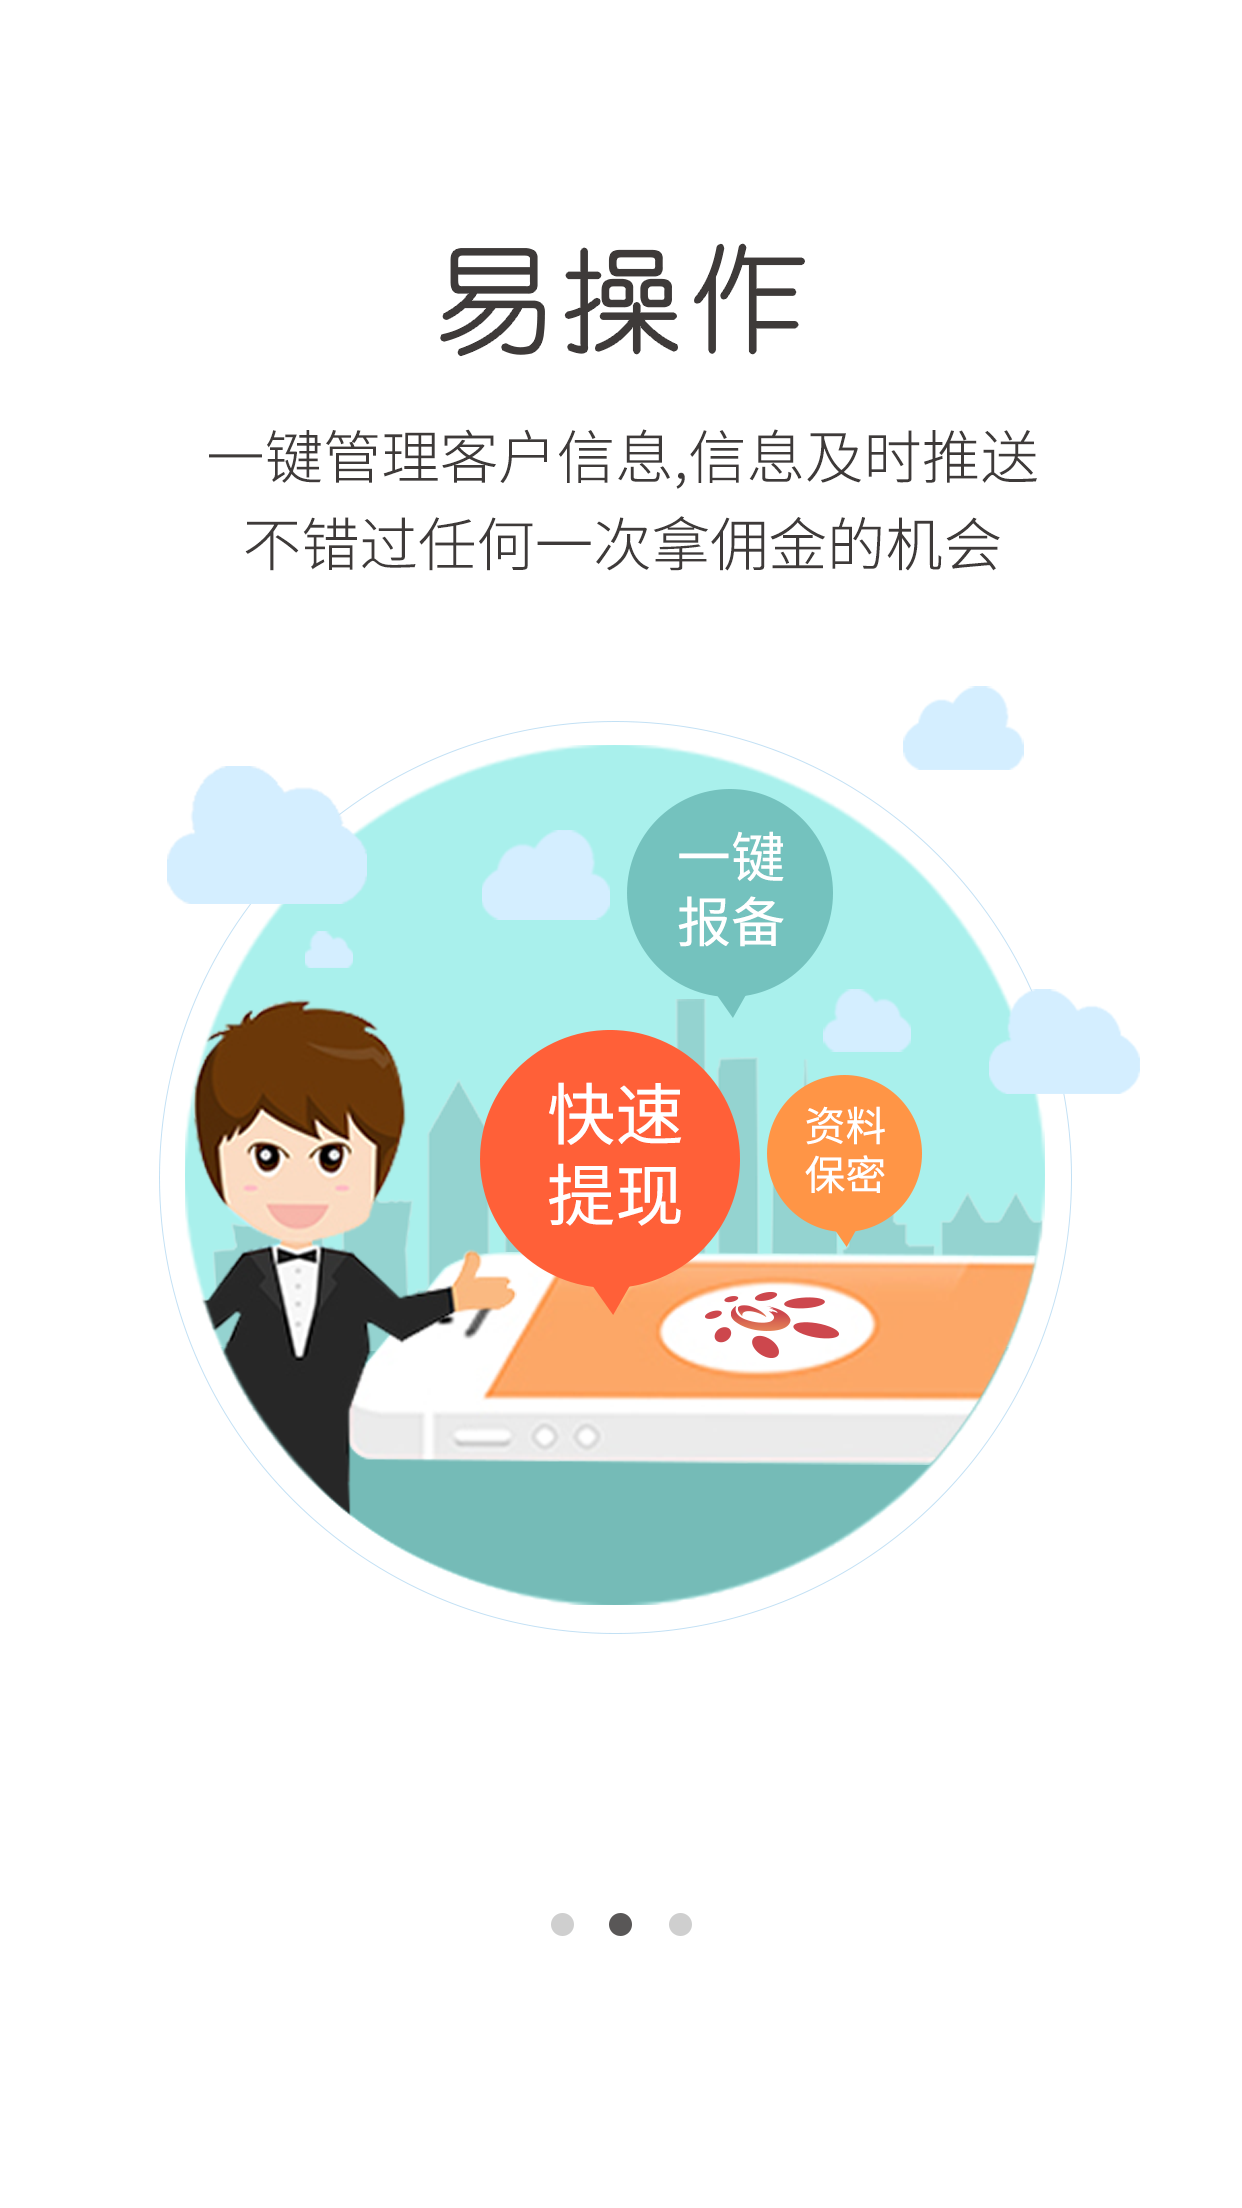 易操作
一键管理客户信息,信息及时推送
不错过任何一次拿佣金的机会
一键
报备
快速
提现
资料
保密